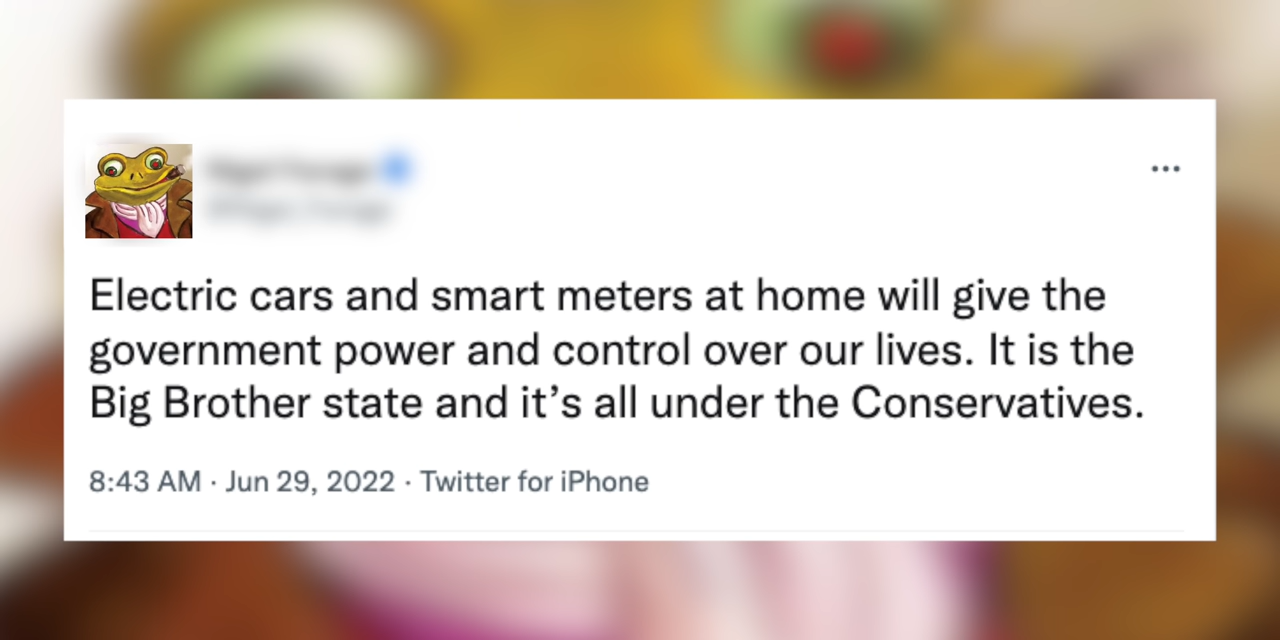 Electric cars and smart meters at home will give the
government power and control over our lives. It is the
Big Brother state and it’s all under the Conservatives.
8:43 AM · Jun 29, 2022 · Twitter for iPhone